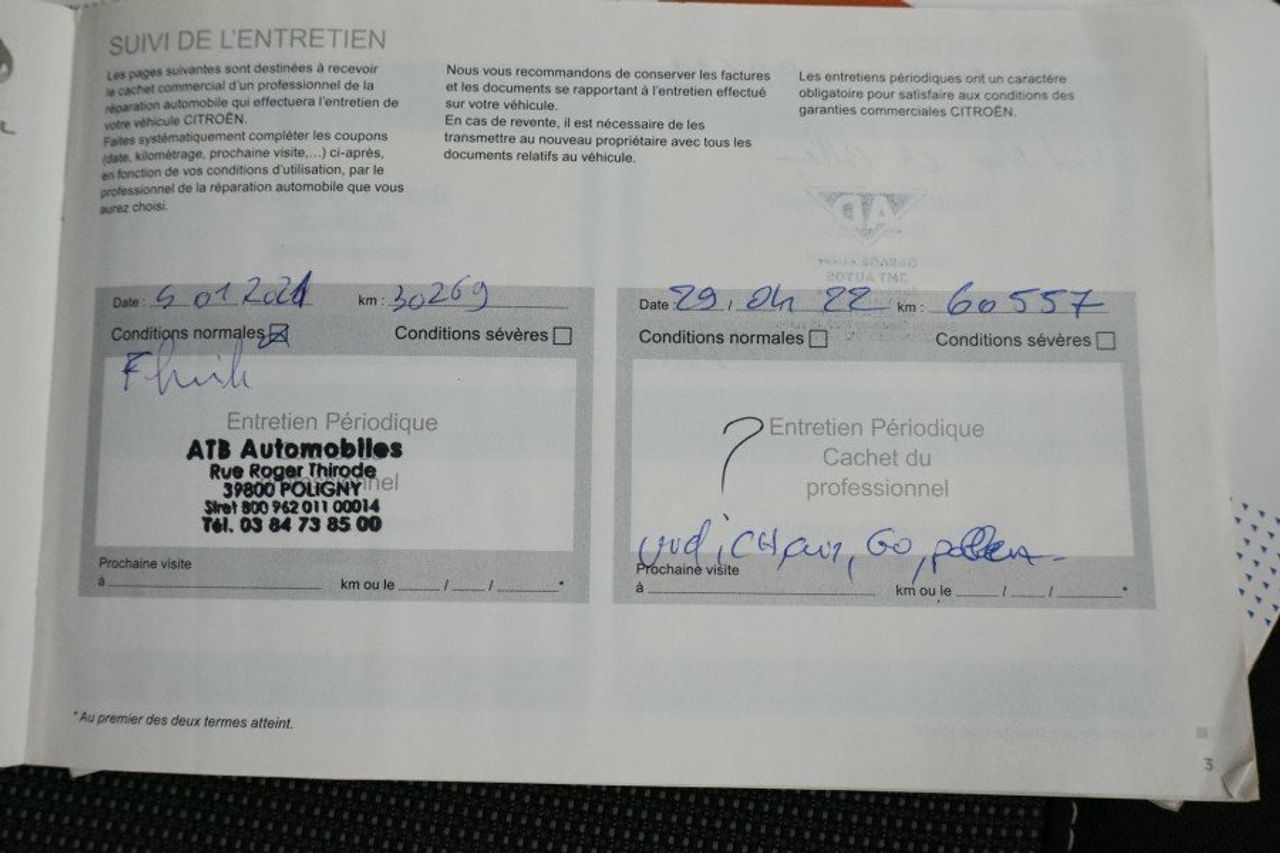 SUIVI DE L'ENTRETIEN
Les pages suivantes sont destinées à recevoir
le cachet commercial d'un professionnel de la
réparation automobile qui effectuera l'entretien de
votre véhicule CITROËN.
Faites systématiquement compléter les coupons
(date, kilométrage, prochaine visite,...) ci-après,
en fonction de vos conditions d'utilisation, par le
professionnel de la réparation automobile que vous
aurez choisi.
Nous vous recommandons de conserver les factures
et les documents se rapportant à l'entretien effectué
sur votre véhicule.
En cas de revente, il est nécessaire de les
transmettre au nouveau propriétaire avec tous les
documents relatifs au véhicule.
Les entretiens périodiques ont un caractère
obligatoire pour satisfaire aux conditions des
garanties commerciales CITROËN.
Date : 5 01 2021 km : 30269
Conditions normales Conditions sévères
Entretien Périodique
ATB Automobiles
Rue Roger Thirode
39800 POLIGNY
Siret 800 962 011 00014
Tél. 03 84 73 85 00
Prochaine visite
à km ou le / / *
Date 29 / 04 22 km : 60557
Conditions normales Conditions sévères
? Entretien Périodique
Cachet du
professionnel
Prochaine visite
à km ou le / / *
* Au premier des deux termes atteint.
3